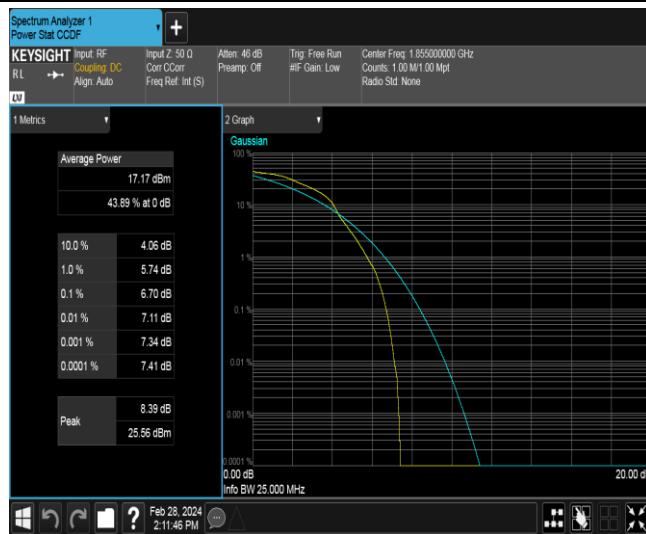 Spectrum Analyzer 1
Power Stat CCDF
+
KEYSIGHT
RL
Input: RF
Coupling: DC
Align: Auto
Input Z: 50 Ω
Corr CCorr
Freq Ref: Int (S)
Atten: 46 dB
Preamp: Off
Trig: Free Run
#IF Gain: Low
Center Freq: 1.855000000 GHz
Counts: 1.00 M/1.00 Mpt
Radio Std: None
LXI
1 Metrics
Average Power
17.17 dBm
43.89 % at 0 dB
10.0 % 4.06 dB
1.0 % 5.74 dB
0.1 % 6.70 dB
0.01 % 7.11 dB
0.001 % 7.34 dB
0.0001 % 7.41 dB
Peak 8.39 dB
25.56 dBm
2 Graph
Gaussian
100 %
10 %
1 %
0.1 %
0.01 %
0.001 %
0.0001 %
0.00 dB
20.00 d
Info BW 25.000 MHz
?
Feb 28, 2024
2:11:46 PM